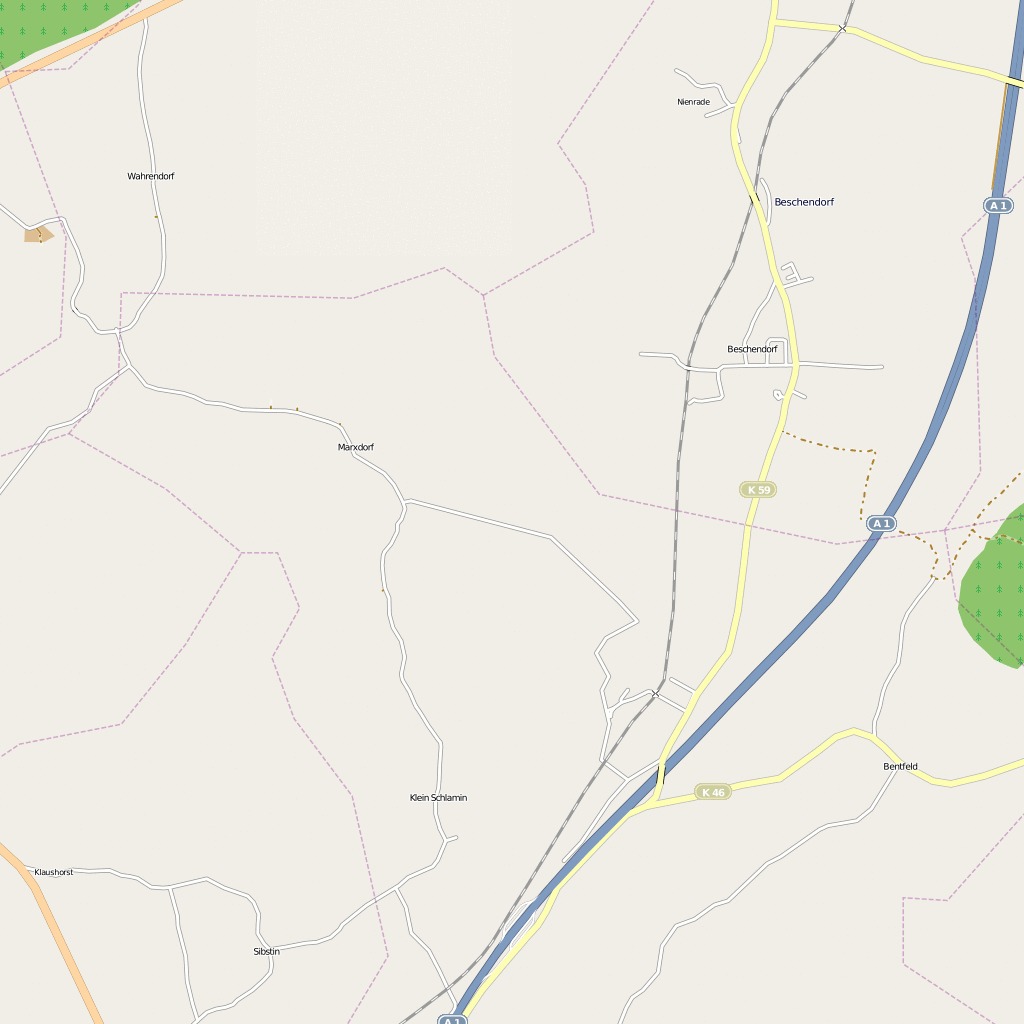 Nienrade
Wahrendorf
Beschendorf
A 1
Beschendorf
Marxdorf
K 59
A 1
Bentfeld
K 46
Klein Schlamin
Klaushorst
Sibstin
A 1